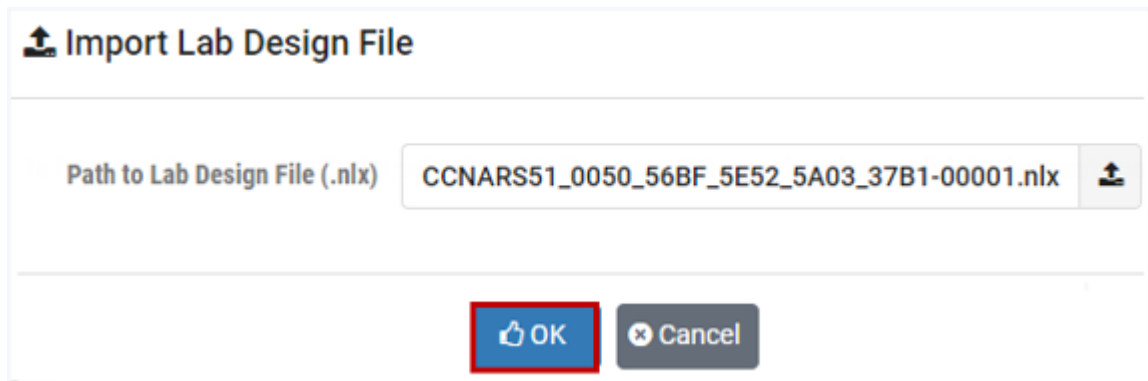 Import Lab Design File
Path to Lab Design File (.nlx) CCNARS51_0050_56BF_5E52_5A03_37B1-00001.nlx
OK Cancel